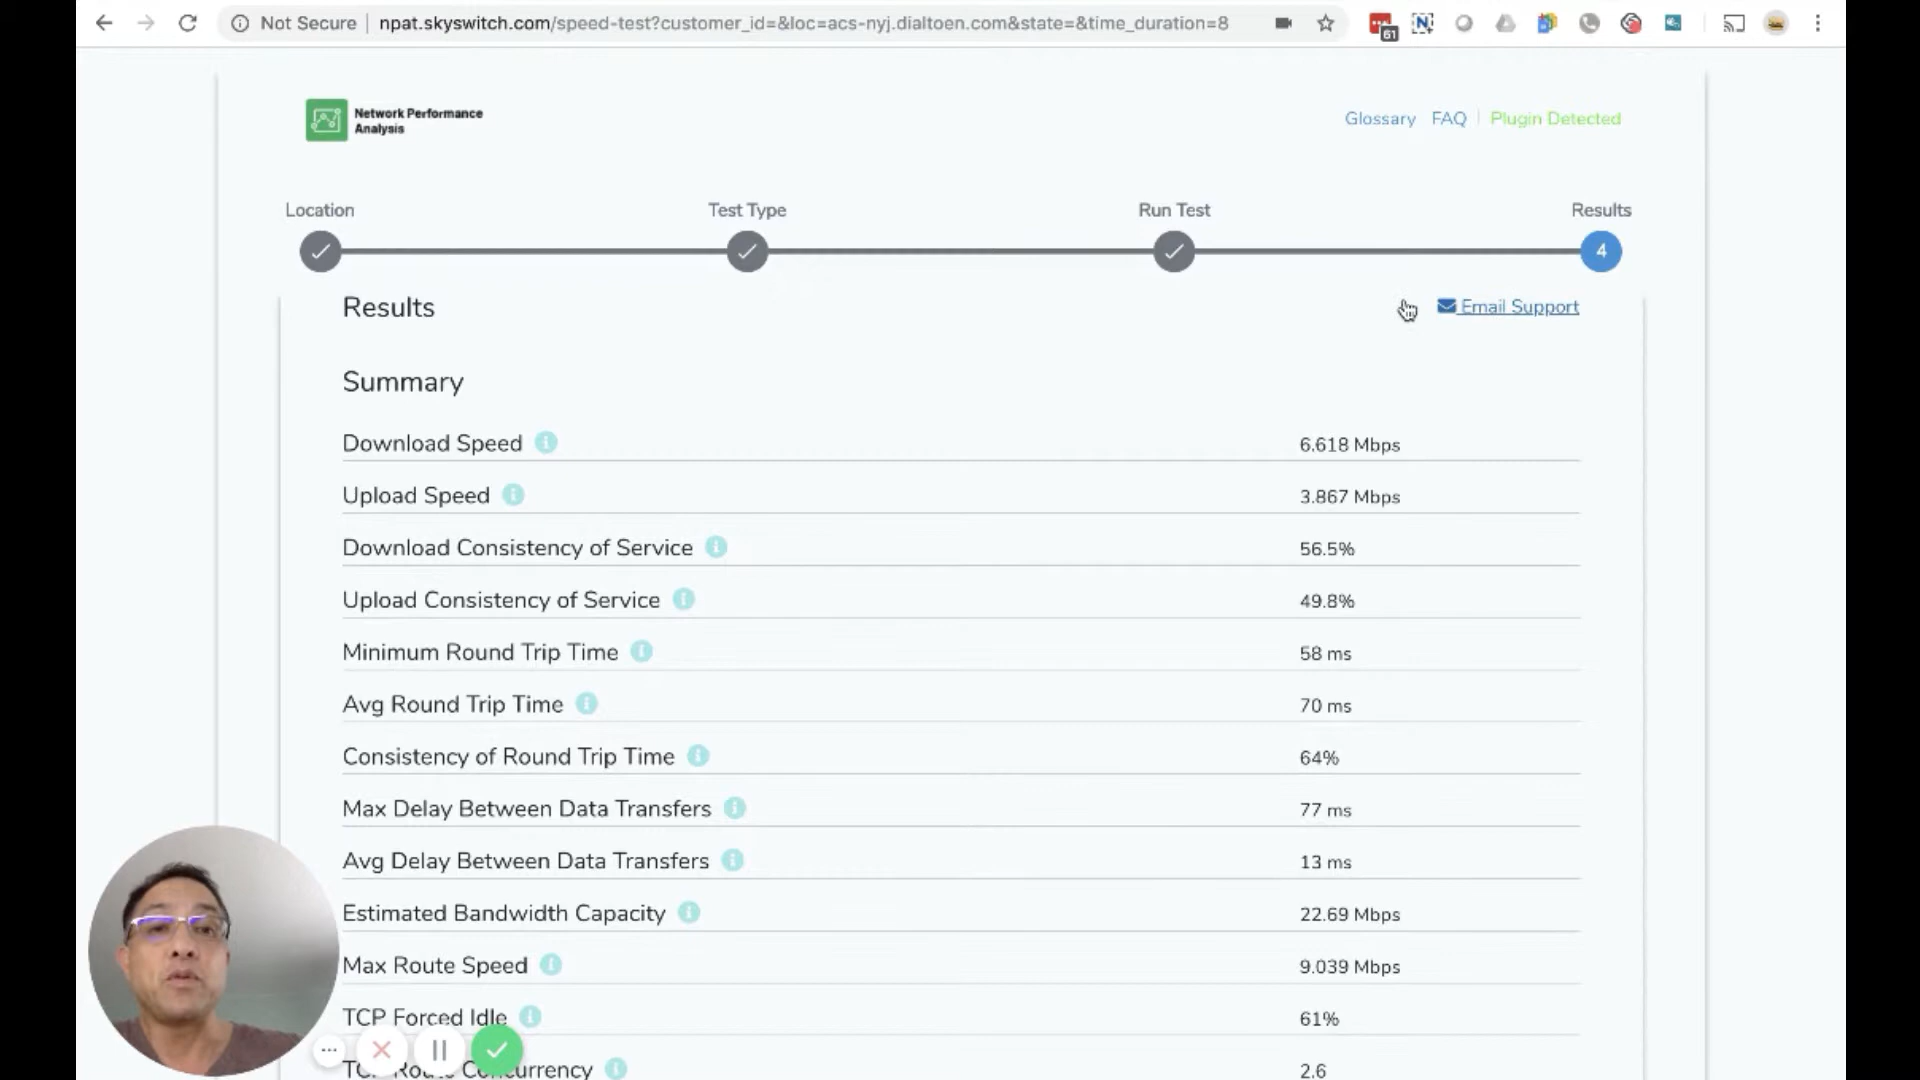 Not Secure | npat.skyswitch.com/speed-test?customer_id=&loc=acs-nyj.dialtoen.com&state=&time_duration=8
61
N
Network Performance
Analysis
Glossary FAQ Plugin Detected
Location Test Type Run Test Results
4
Results Email Support
Summary
Download Speed i 6.618 Mbps
Upload Speed i 3.867 Mbps
Download Consistency of Service i 56.5%
Upload Consistency of Service i 49.8%
Minimum Round Trip Time i 58 ms
Avg Round Trip Time i 70 ms
Consistency of Round Trip Time i 64%
Max Delay Between Data Transfers i 77 ms
Avg Delay Between Data Transfers i 13 ms
Estimated Bandwidth Capacity i 22.69 Mbps
Max Route Speed i 9.039 Mbps
TCP Forced Idle i 61%
TCP Route Concurrency i 2.6